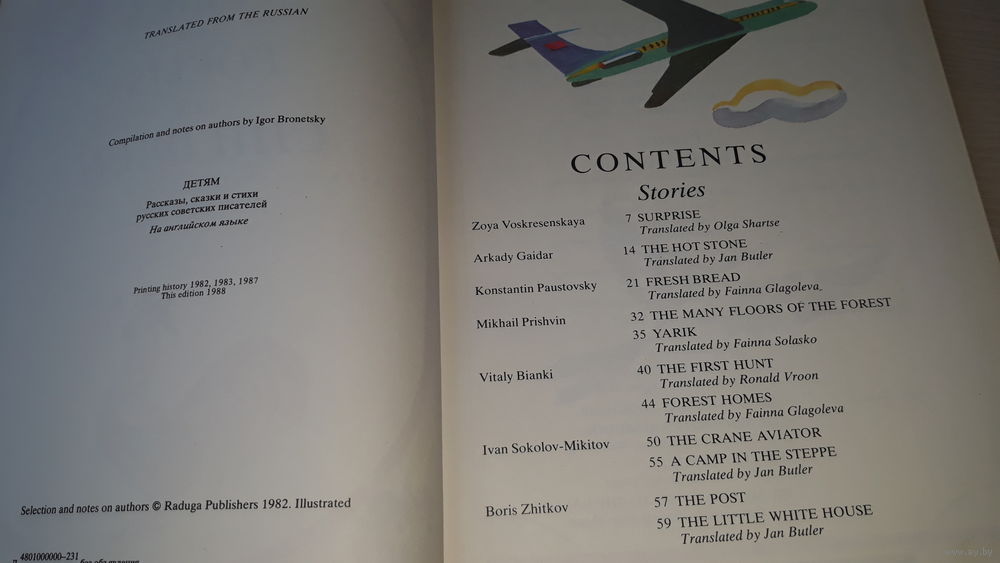 TRANSLATED FROM THE RUSSIAN
Compilation and notes on authors by Igor Bronetsky
ДЕТЯМ
Рассказы, сказки и стихи
русских советских писателей
На английском языке
Printing history 1982, 1983, 1987
This edition 1988
Selection and notes on authors © Raduga Publishers 1982. Illustrated
4801000000–231
CONTENTS
Stories
Zoya Voskresenskaya 7 SURPRISE
Translated by Olga Shartse
Arkady Gaidar 14 THE HOT STONE
Translated by Jan Butler
Konstantin Paustovsky 21 FRESH BREAD
Translated by Fainna Glagoleva
Mikhail Prishvin 32 THE MANY FLOORS OF THE FOREST
35 YARIK
Translated by Fainna Solasko
Vitaly Bianki 40 THE FIRST HUNT
Translated by Ronald Vroon
44 FOREST HOMES
Translated by Fainna Glagoleva
Ivan Sokolov-Mikitov 50 THE CRANE AVIATOR
55 A CAMP IN THE STEPPE
Translated by Jan Butler
Boris Zhitkov 57 THE POST
59 THE LITTLE WHITE HOUSE
Translated by Jan Butler
www.ay.by